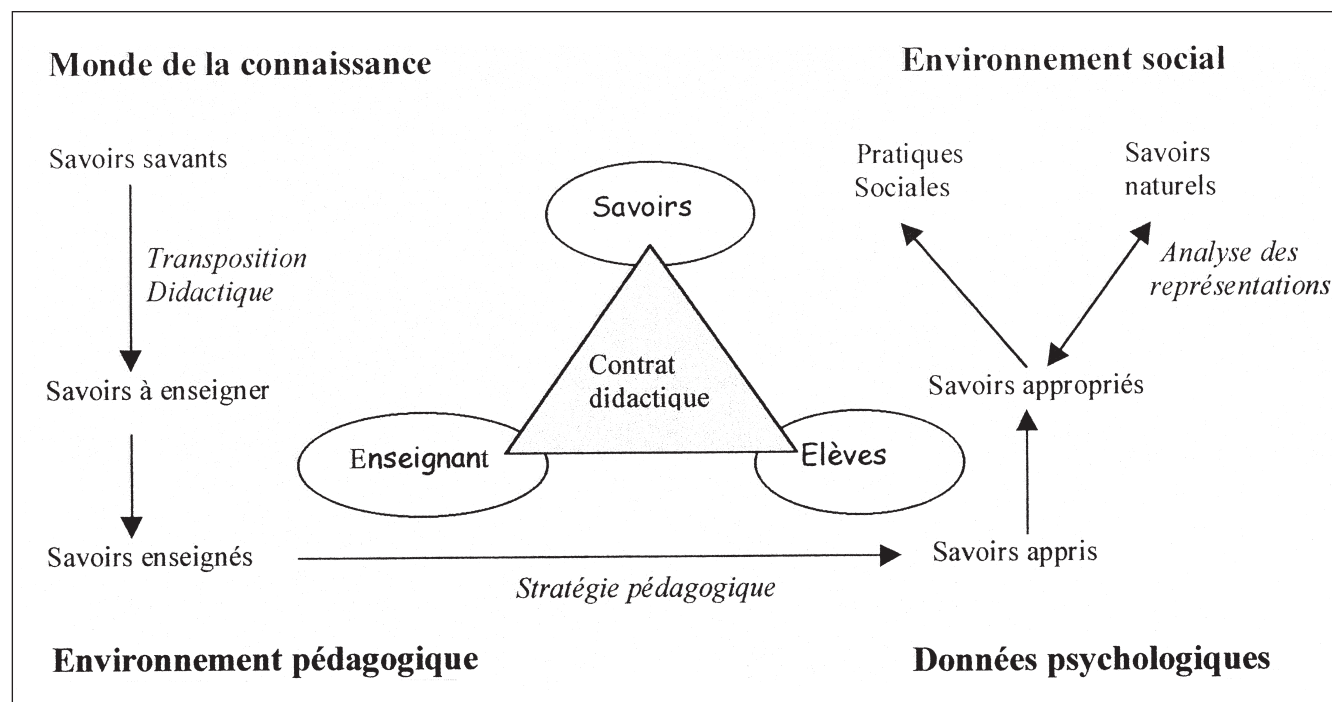 Monde de la connaissance
Environnement social
Savoirs savants
Pratiques
Sociales
Savoirs
naturels
Savoirs
Transposition
Didactique
Analyse des
représentations
Contrat
didactique
Savoirs à enseigner
Savoirs appropriés
Enseignant
Elèves
Savoirs enseignés
Savoirs appris
Stratégie pédagogique
Environnement pédagogique
Données psychologiques